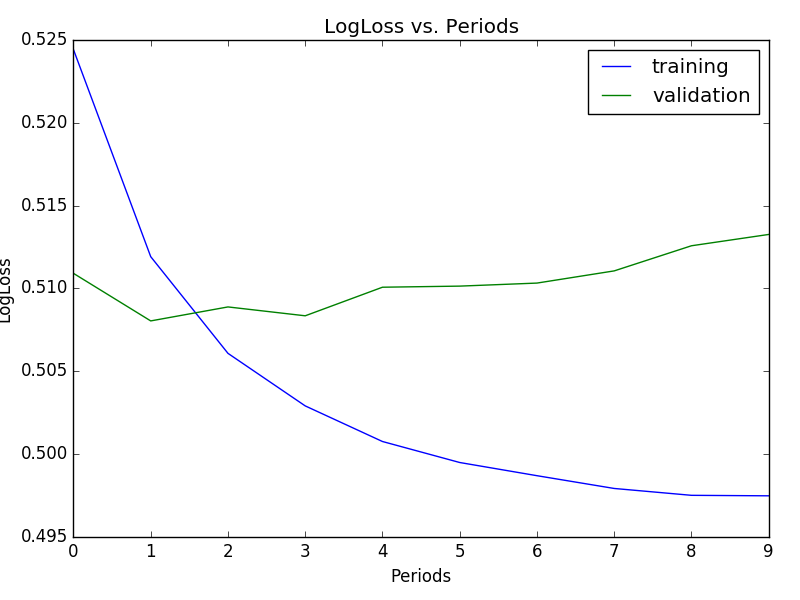 LogLoss vs. Periods
training
validation
0.525
0.520
0.515
0.510
0.505
0.500
0.495
LogLoss
0 1 2 3 4 5 6 7 8 9
Periods